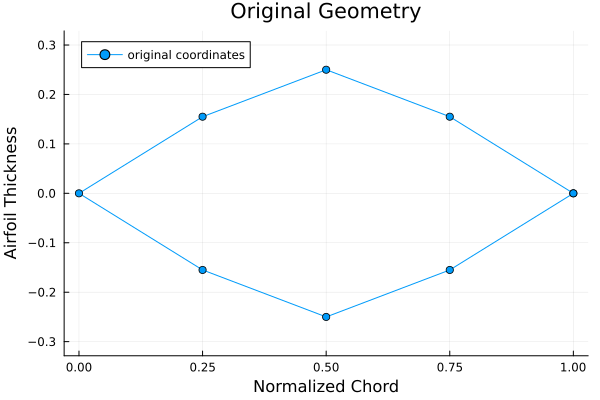 Original Geometry
original coordinates
Airfoil Thickness
0.3
0.2
0.1
0.0
−0.1
−0.2
−0.3
0.00 0.25 0.50 0.75 1.00
Normalized Chord